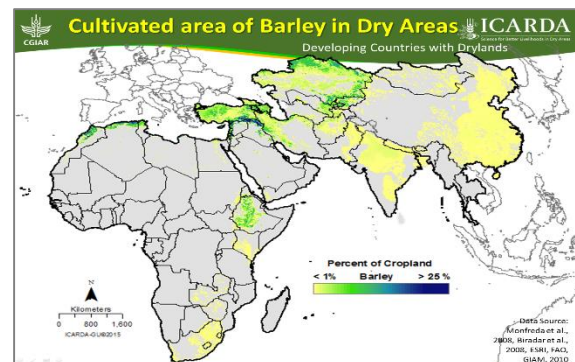 CGIAR
Cultivated area of Barley in Dry Areas
ICARDA
Science for Better Livelihoods in Dry Areas
Developing Countries with Drylands
Percent of Cropland
< 1% Barley > 25 %
N
Kilometers
0 800 1,600
ICARDA-GU©2015
Data Source:
Monfreda et al.,
2008, Biradar et al.,
2008, ESRI, FAO,
GIAM, 2010